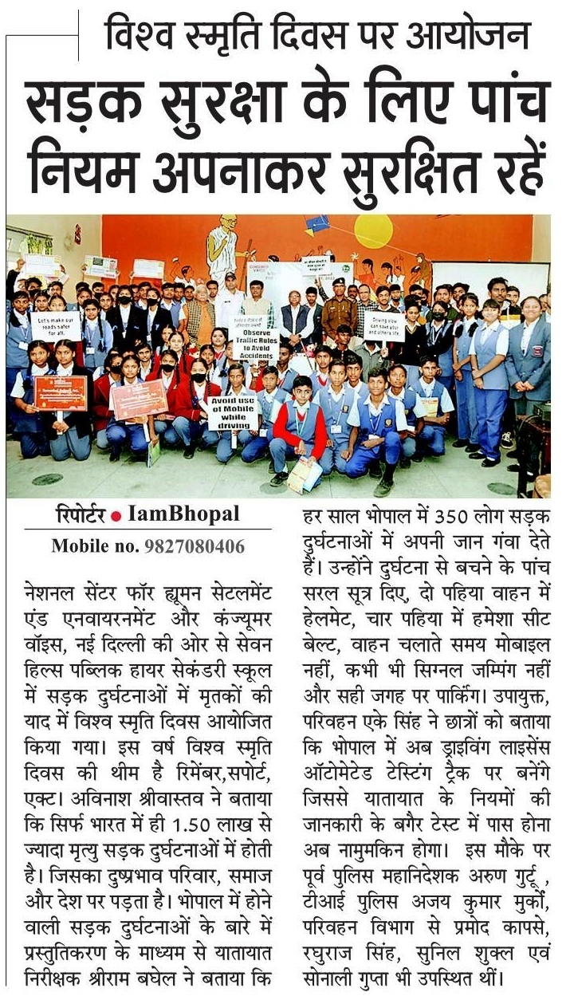 विश्व स्मृति दिवस पर आयोजन
सड़क सुरक्षा के लिए पांच
नियम अपनाकर सुरक्षित रहें
Let's make our
roads safer
for all.
Observe
Traffic Rules
to Avoid
Accidents
Driving slow
can save your
and others life.
Avoid use
of Mobile
while
driving
रिपोर्टर ● IamBhopal
Mobile no. 9827080406
नेशनल सेंटर फॉर ह्यूमन सेटलमेंट
एंड एनवायरनमेंट और कंज्यूमर
वॉइस, नई दिल्ली की ओर से सेवन
हिल्स पब्लिक हायर सेकंडरी स्कूल
में सड़क दुर्घटनाओं में मृतकों की
याद में विश्व स्मृति दिवस आयोजित
किया गया। इस वर्ष विश्व स्मृति
दिवस की थीम है रिमेंबर,सपोर्ट,
एक्ट। अविनाश श्रीवास्तव ने बताया
कि सिर्फ भारत में ही 1.50 लाख से
ज्यादा मृत्यु सड़क दुर्घटनाओं में होती
है। जिसका दुष्प्रभाव परिवार, समाज
और देश पर पड़ता है। भोपाल में होने
वाली सड़क दुर्घटनाओं के बारे में
प्रस्तुतिकरण के माध्यम से यातायात
निरीक्षक श्रीराम बघेल ने बताया कि
हर साल भोपाल में 350 लोग सड़क
दुर्घटनाओं में अपनी जान गंवा देते
हैं। उन्होंने दुर्घटना से बचने के पांच
सरल सूत्र दिए, दो पहिया वाहन में
हेलमेट, चार पहिया में हमेशा सीट
बेल्ट, वाहन चलाते समय मोबाइल
नहीं, कभी भी सिग्नल जम्पिंग नहीं
और सही जगह पर पार्किंग। उपायुक्त,
परिवहन एके सिंह ने छात्रों को बताया
कि भोपाल में अब ड्राइविंग लाइसेंस
ऑटोमेटेड टेस्टिंग ट्रैक पर बनेंगे
जिससे यातायात के नियमों की
जानकारी के बगैर टेस्ट में पास होना
अब नामुमकिन होगा। इस मौके पर
पूर्व पुलिस महानिदेशक अरुण गुर्टू ,
टीआई पुलिस अजय कुमार मुर्कों,
परिवहन विभाग से प्रमोद कापसे,
रघुराज सिंह, सुनिल शुक्ल एवं
सोनाली गुप्ता भी उपस्थित थीं।